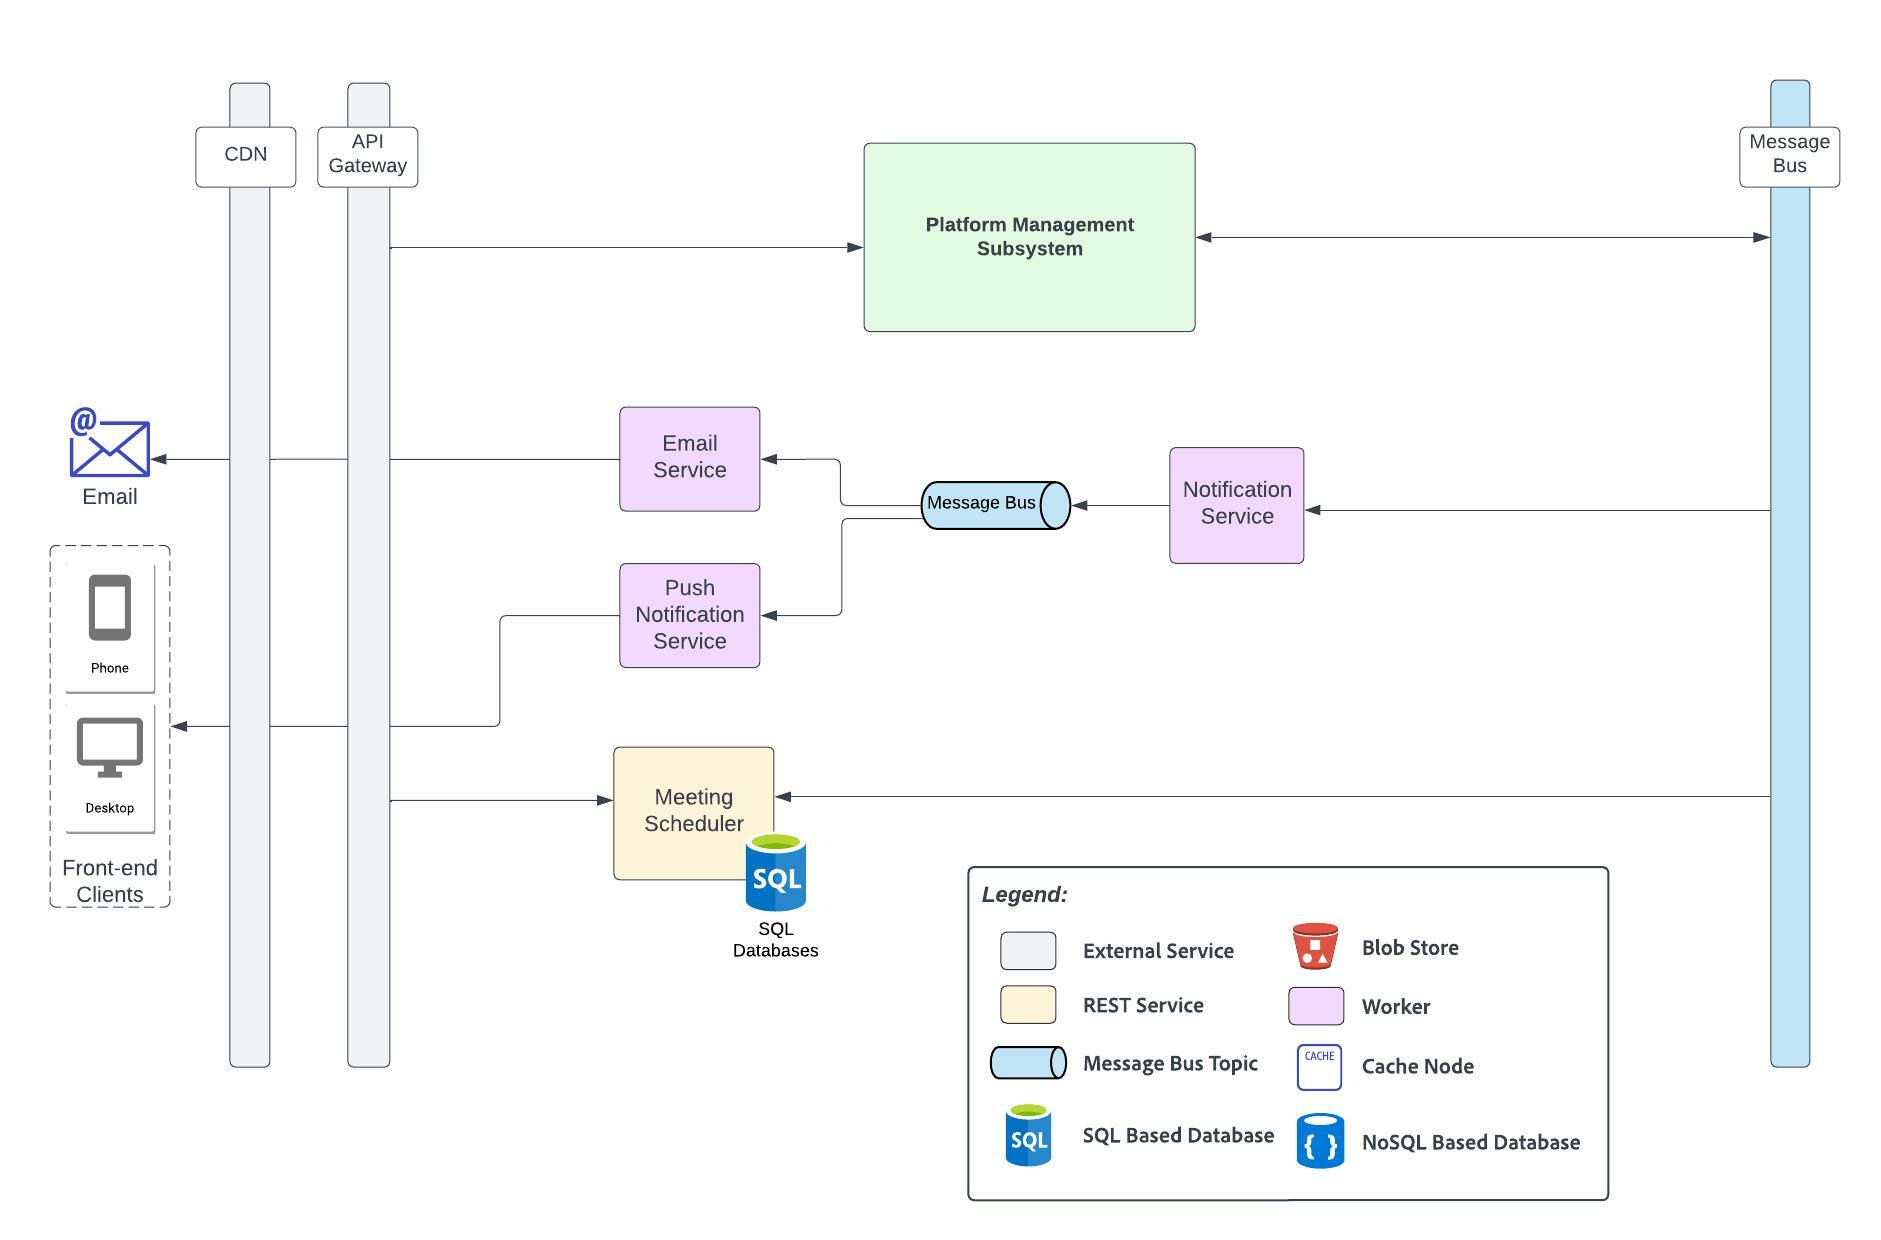 CDN
API
Gateway
Message
Bus
Platform Management
Subsystem
@
Email
Email
Service
Message Bus
Notification
Service
Push
Notification
Service
Phone
Desktop
Front-end
Clients
Meeting
Scheduler
SQL
SQL
Databases
Legend:
External Service
Blob Store
REST Service
Worker
Message Bus Topic
CACHE
Cache Node
SQL
SQL Based Database
{ }
NoSQL Based Database